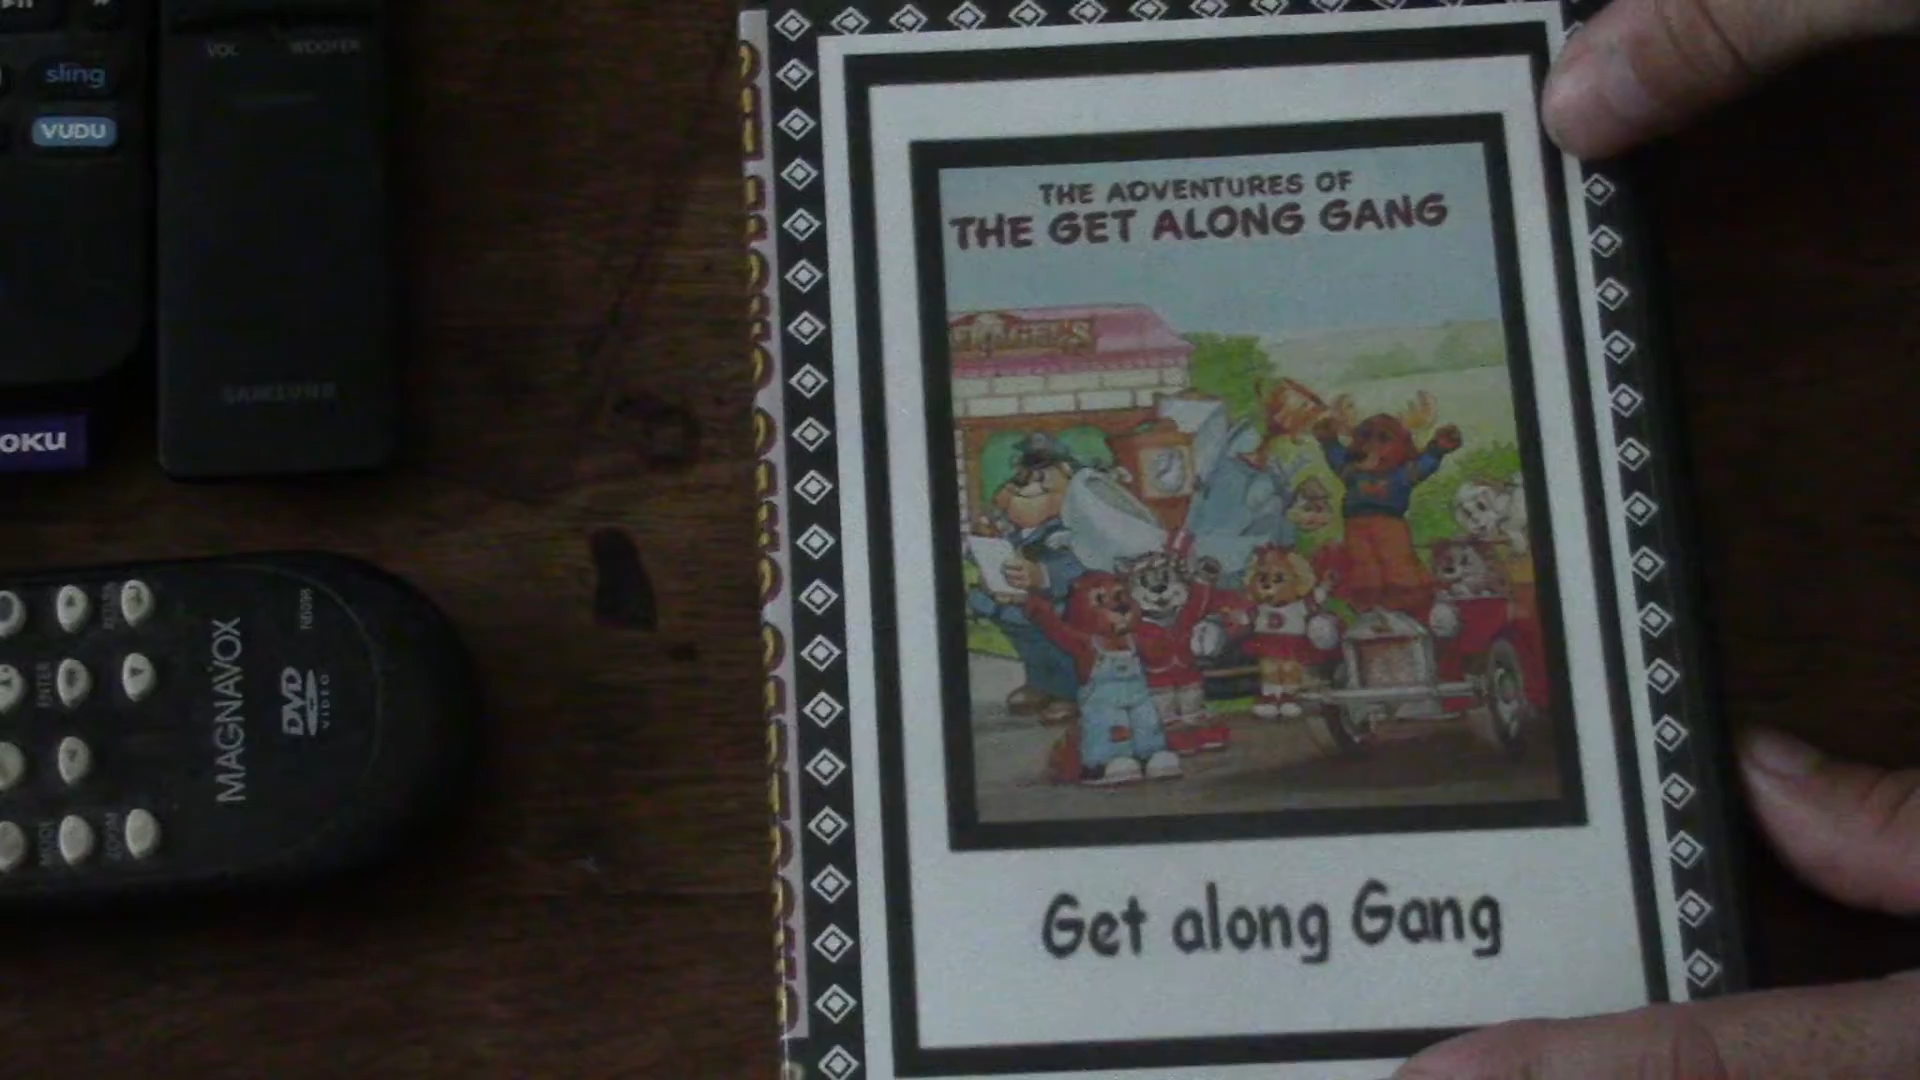 VOL WOOFER
sling
VUDU
SAMSUNG
OKU
MAGNAVOX
DVD
VIDEO
ENTER
ZOOM
THE ADVENTURES OF
THE GET ALONG GANG
Get along Gang